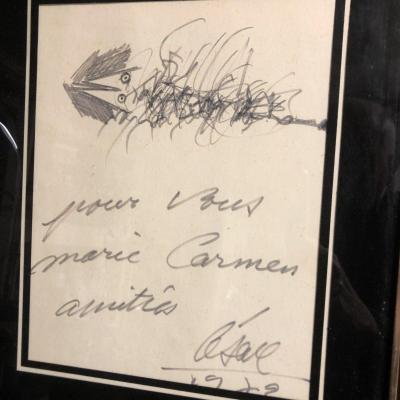 pour vous
marie Carmen
amitiés
César